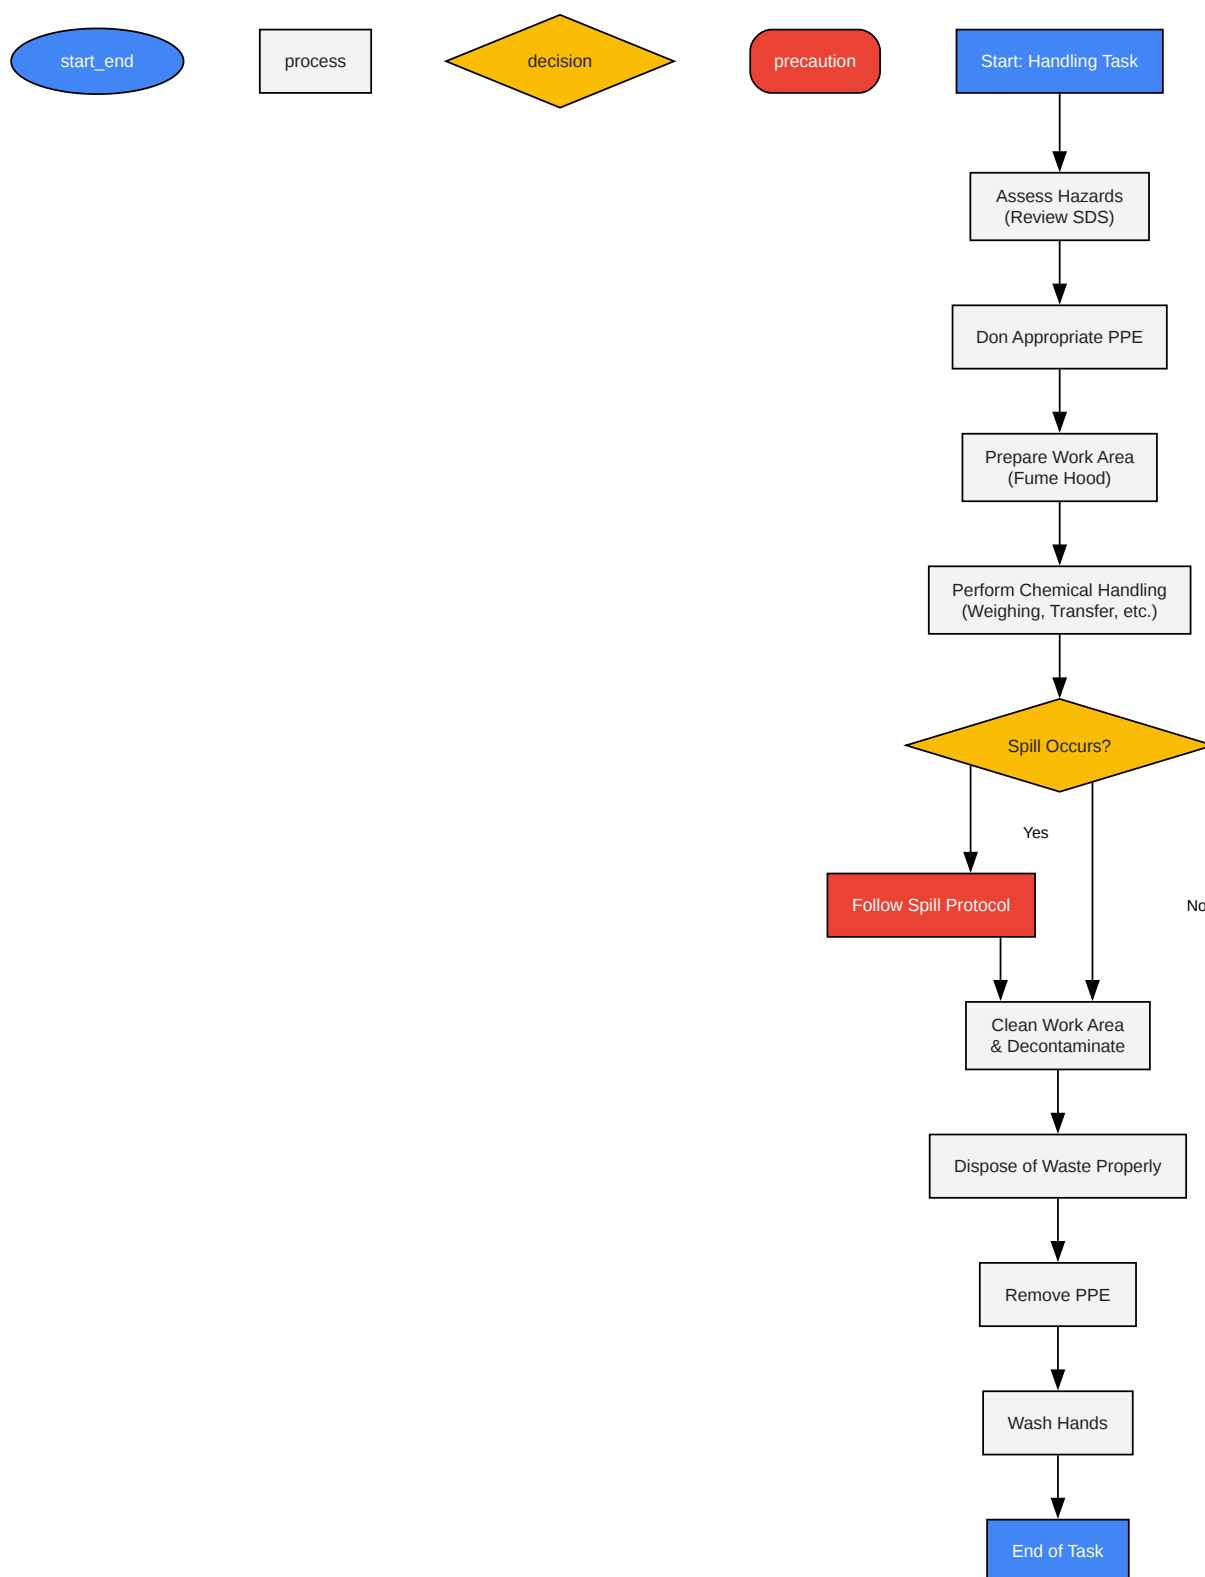 start_end
process
decision
precaution
Start: Handling Task
Assess Hazards
(Review SDS)
Don Appropriate PPE
Prepare Work Area
(Fume Hood)
Perform Chemical Handling
(Weighing, Transfer, etc.)
Spill Occurs?
Yes
Follow Spill Protocol
No
Clean Work Area
& Decontaminate
Dispose of Waste Properly
Remove PPE
Wash Hands
End of Task